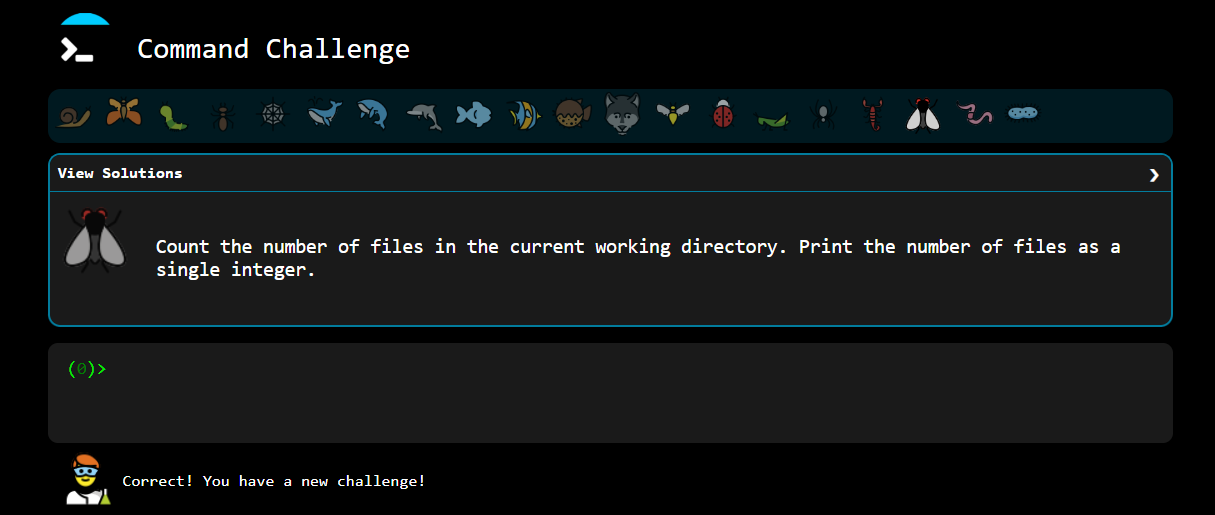 Command Challenge
View Solutions
Count the number of files in the current working directory. Print the number of files as a
single integer.
(0)>
Correct! You have a new challenge!